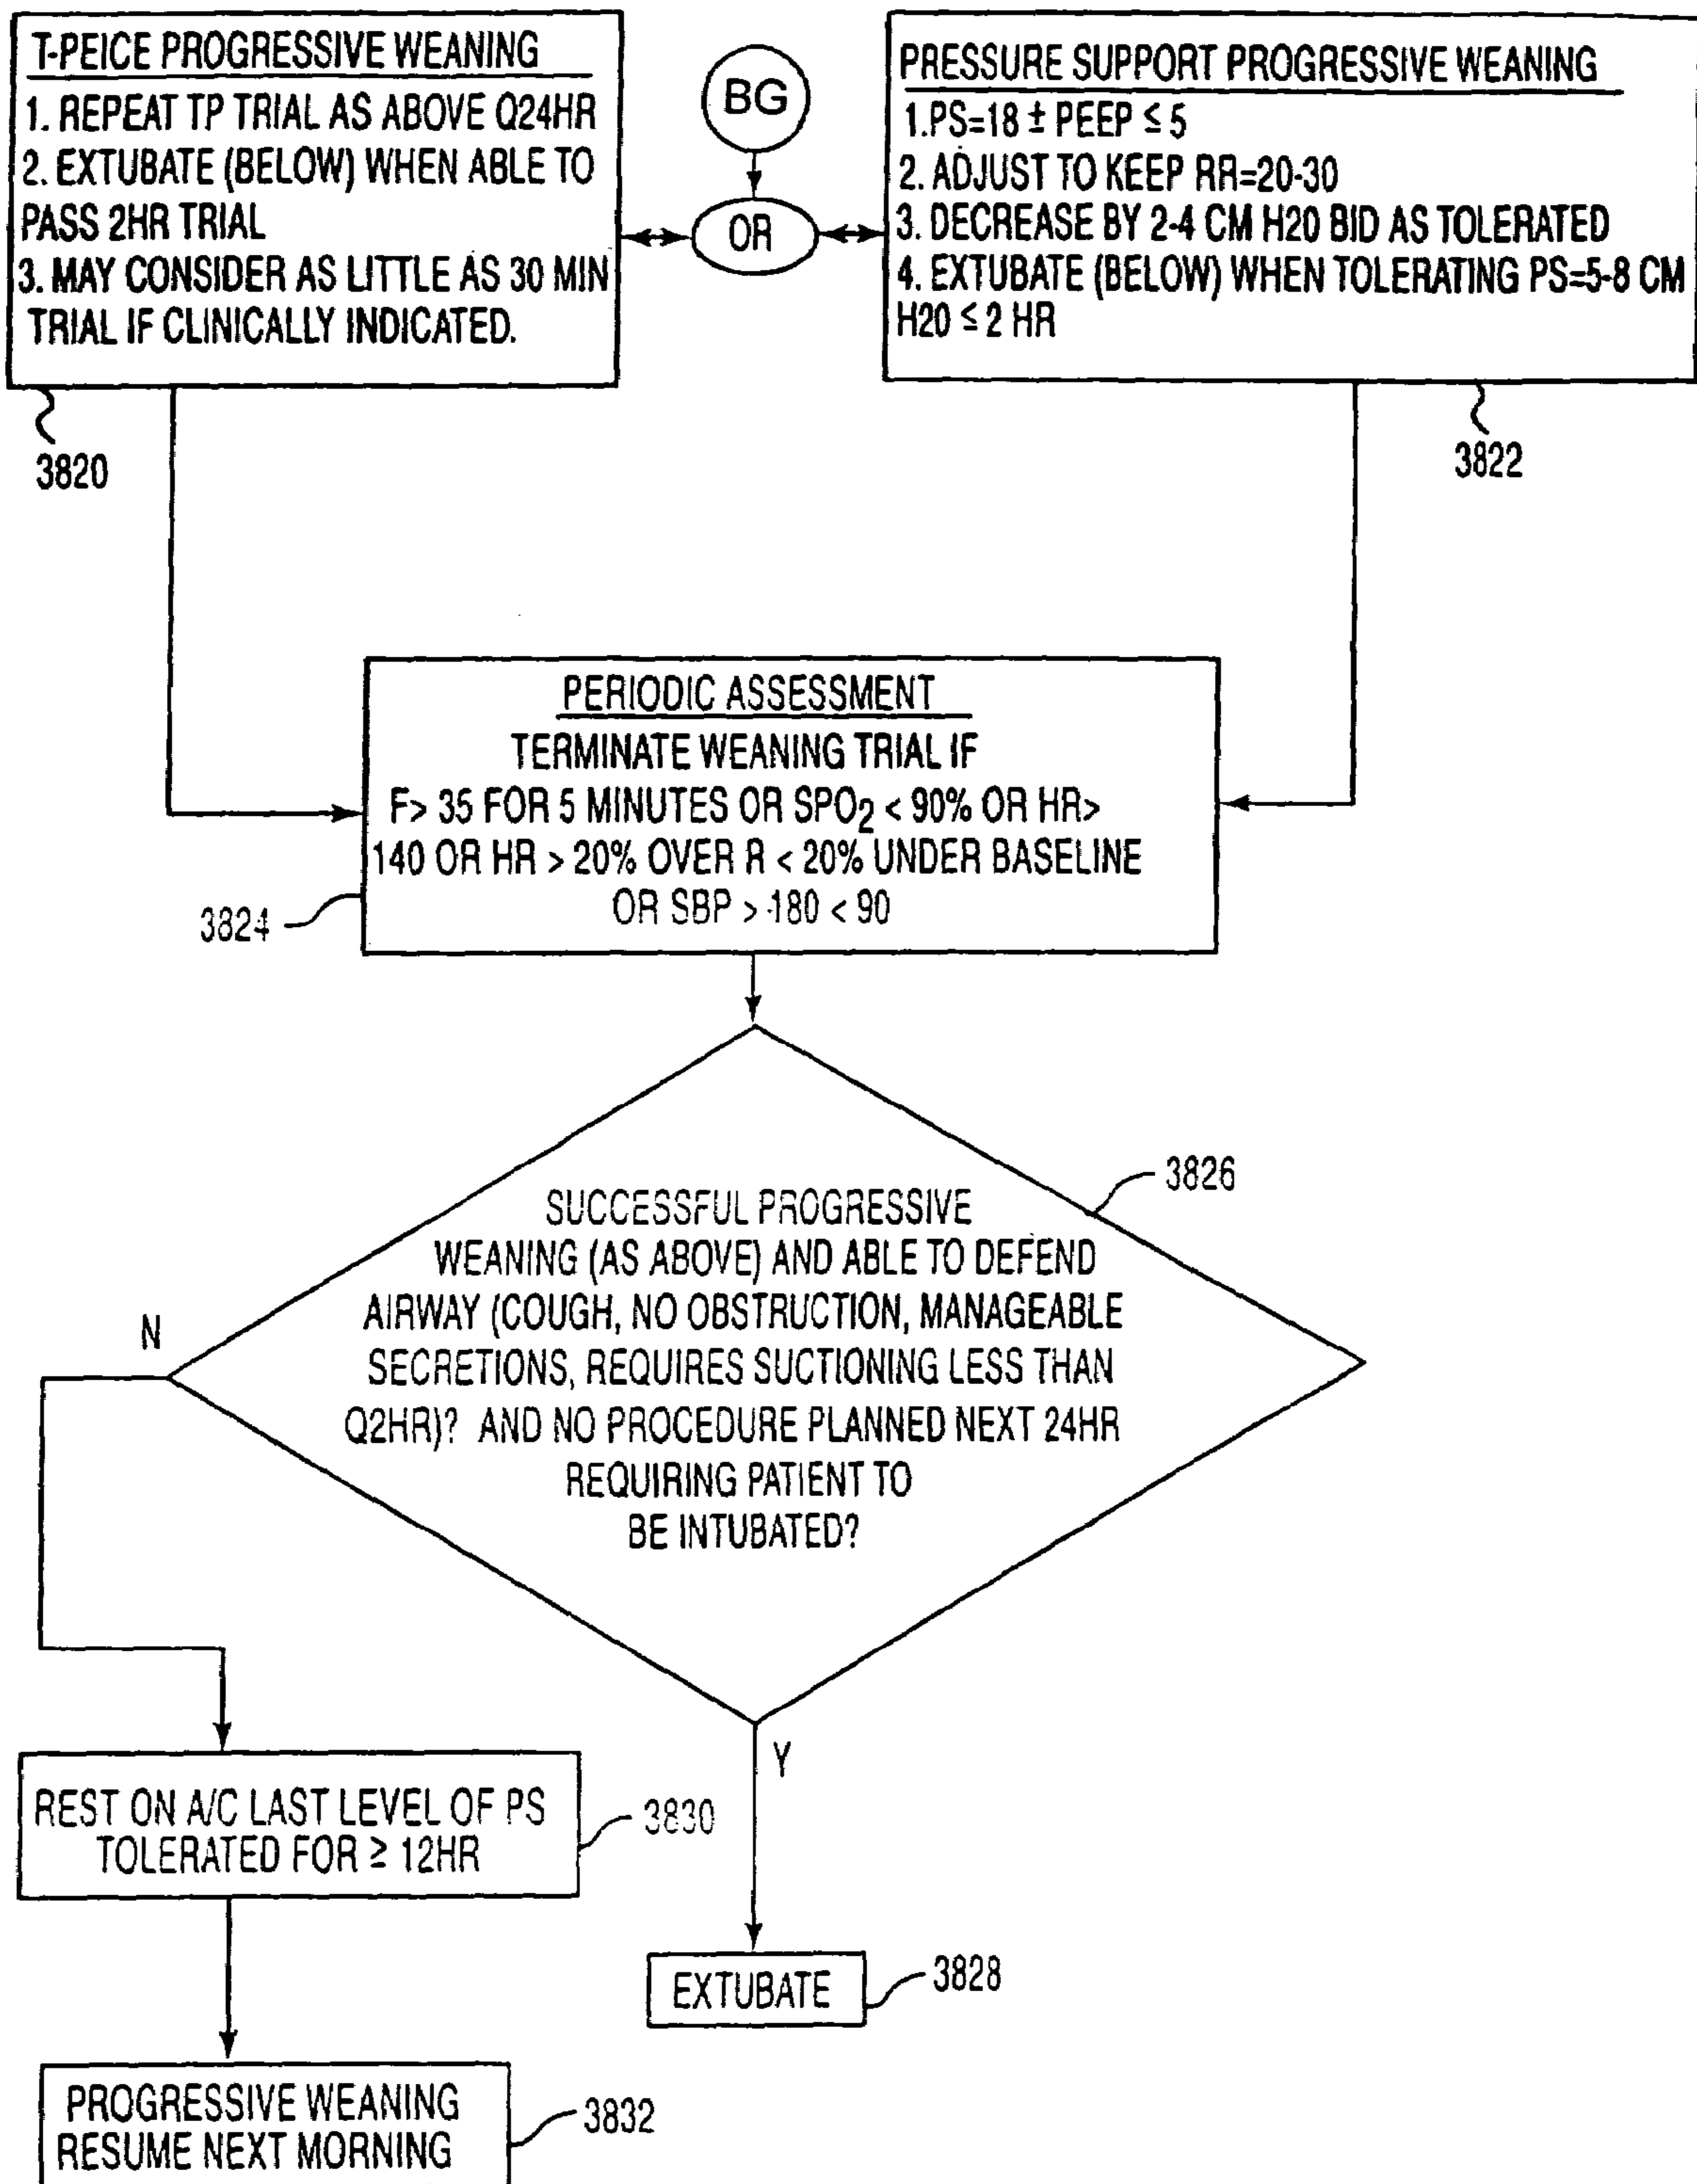 T-PEICE PROGRESSIVE WEANING
1. REPEAT TP TRIAL AS ABOVE Q24HR
2. EXTUBATE (BELOW) WHEN ABLE TO
PASS 2HR TRIAL
3. MAY CONSIDER AS LITTLE AS 30 MIN
TRIAL IF CLINICALLY INDICATED.
3820
BG
OR
PRESSURE SUPPORT PROGRESSIVE WEANING
1.PS=18 ± PEEP ≤ 5
2. ADJUST TO KEEP RR=20-30
3. DECREASE BY 2-4 CM H20 BID AS TOLERATED
4. EXTUBATE (BELOW) WHEN TOLERATING PS=5-8 CM
H20 ≤ 2 HR
3822
PERIODIC ASSESSMENT
TERMINATE WEANING TRIAL IF
F> 35 FOR 5 MINUTES OR SPO₂ < 90% OR HR>
140 OR HR > 20% OVER R < 20% UNDER BASELINE
OR SBP > 180 < 90
3824
SUCCESSFUL PROGRESSIVE
WEANING (AS ABOVE) AND ABLE TO DEFEND
AIRWAY (COUGH, NO OBSTRUCTION, MANAGEABLE
SECRETIONS, REQUIRES SUCTIONING LESS THAN
Q2HR)? AND NO PROCEDURE PLANNED NEXT 24HR
REQUIRING PATIENT TO
BE INTUBATED?
3826
N
Y
REST ON A/C LAST LEVEL OF PS
TOLERATED FOR ≥ 12HR
3830
EXTUBATE
3828
PROGRESSIVE WEANING
RESUME NEXT MORNING
3832